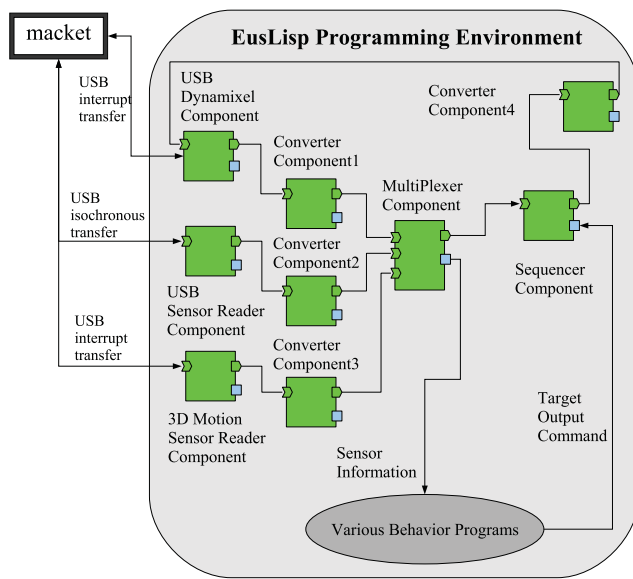 macket
EusLisp Programming Environment
USB
interrupt
transfer
USB
Dynamixel
Component
Converter
Component4
Converter
Component1
MultiPlexer
Component
USB
isochronous
transfer
Converter
Component2
Sequencer
Component
USB
Sensor Reader
Component
USB
interrupt
transfer
Converter
Component3
3D Motion
Sensor Reader
Component
Target
Output
Command
Sensor
Information
Various Behavior Programs